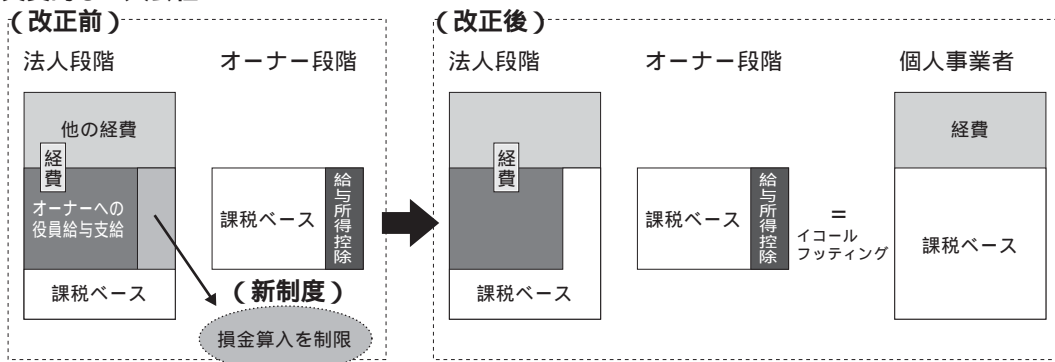 （改正前）
法人段階
オーナー段階
他の経費
経費
オーナーへの
役員給与支給
課税ベース
課税ベース
給与所得控除
（新制度）
損金算入を制限
（改正後）
法人段階
オーナー段階
個人事業者
経費
課税ベース
給与所得控除
＝
イコール
フッティング
経費
課税ベース